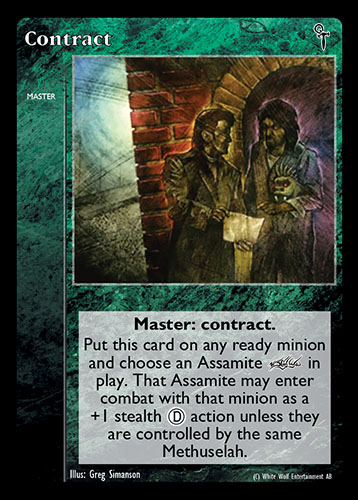 Contract
MASTER
Master: contract.
Put this card on any ready minion
and choose an Assamite in
play. That Assamite may enter
combat with that minion as a
+1 stealth Ⓓ action unless they
are controlled by the same
Methuselah.
Illus: Greg Simanson
(C) White Wolf Entertainment AB